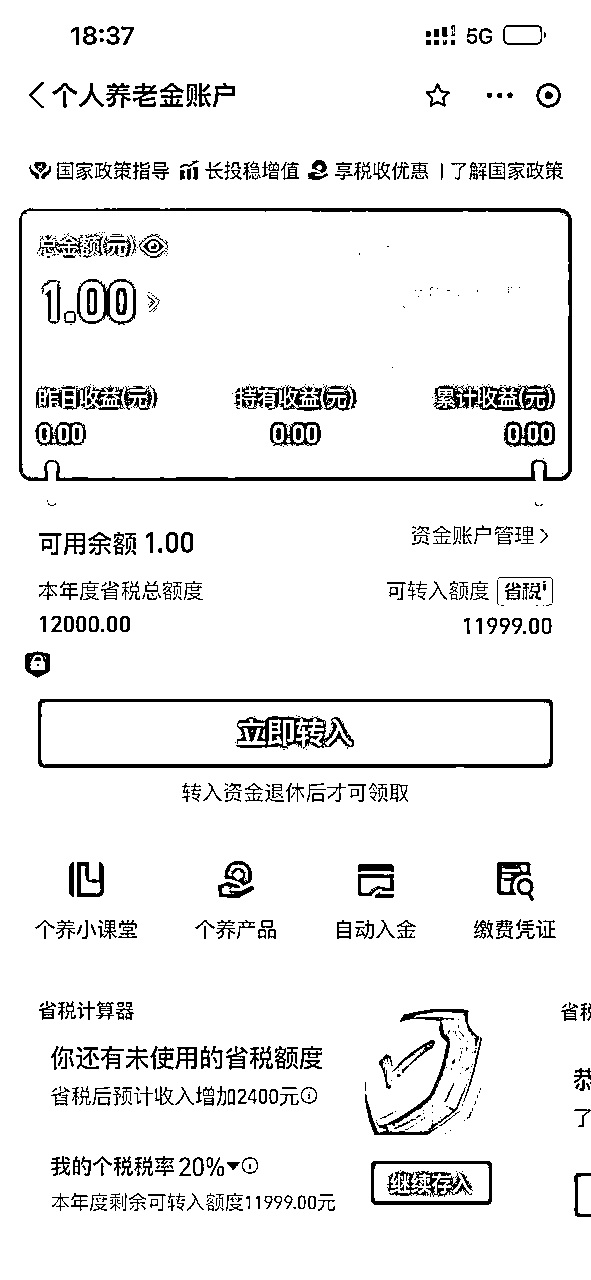 18:37 5G
个人养老金账户
国家政策指导 长投稳增值 享税收优惠 | 了解国家政策
总金额(元)
1.00
昨日收益(元) 持有收益(元) 累计收益(元)
0.00 0.00 0.00
可用余额 1.00 资金账户管理
本年度省税总额度 可转入额度 省税
12000.00 11999.00
立即转入
转入资金退休后才可领取
个养小课堂 个养产品 自动入金 缴费凭证
省税计算器 省税
你还有未使用的省税额度 恭
省税后预计收入增加2400元 了
我的个税税率 20%
继续存入
本年度剩余可转入额度11999.00元